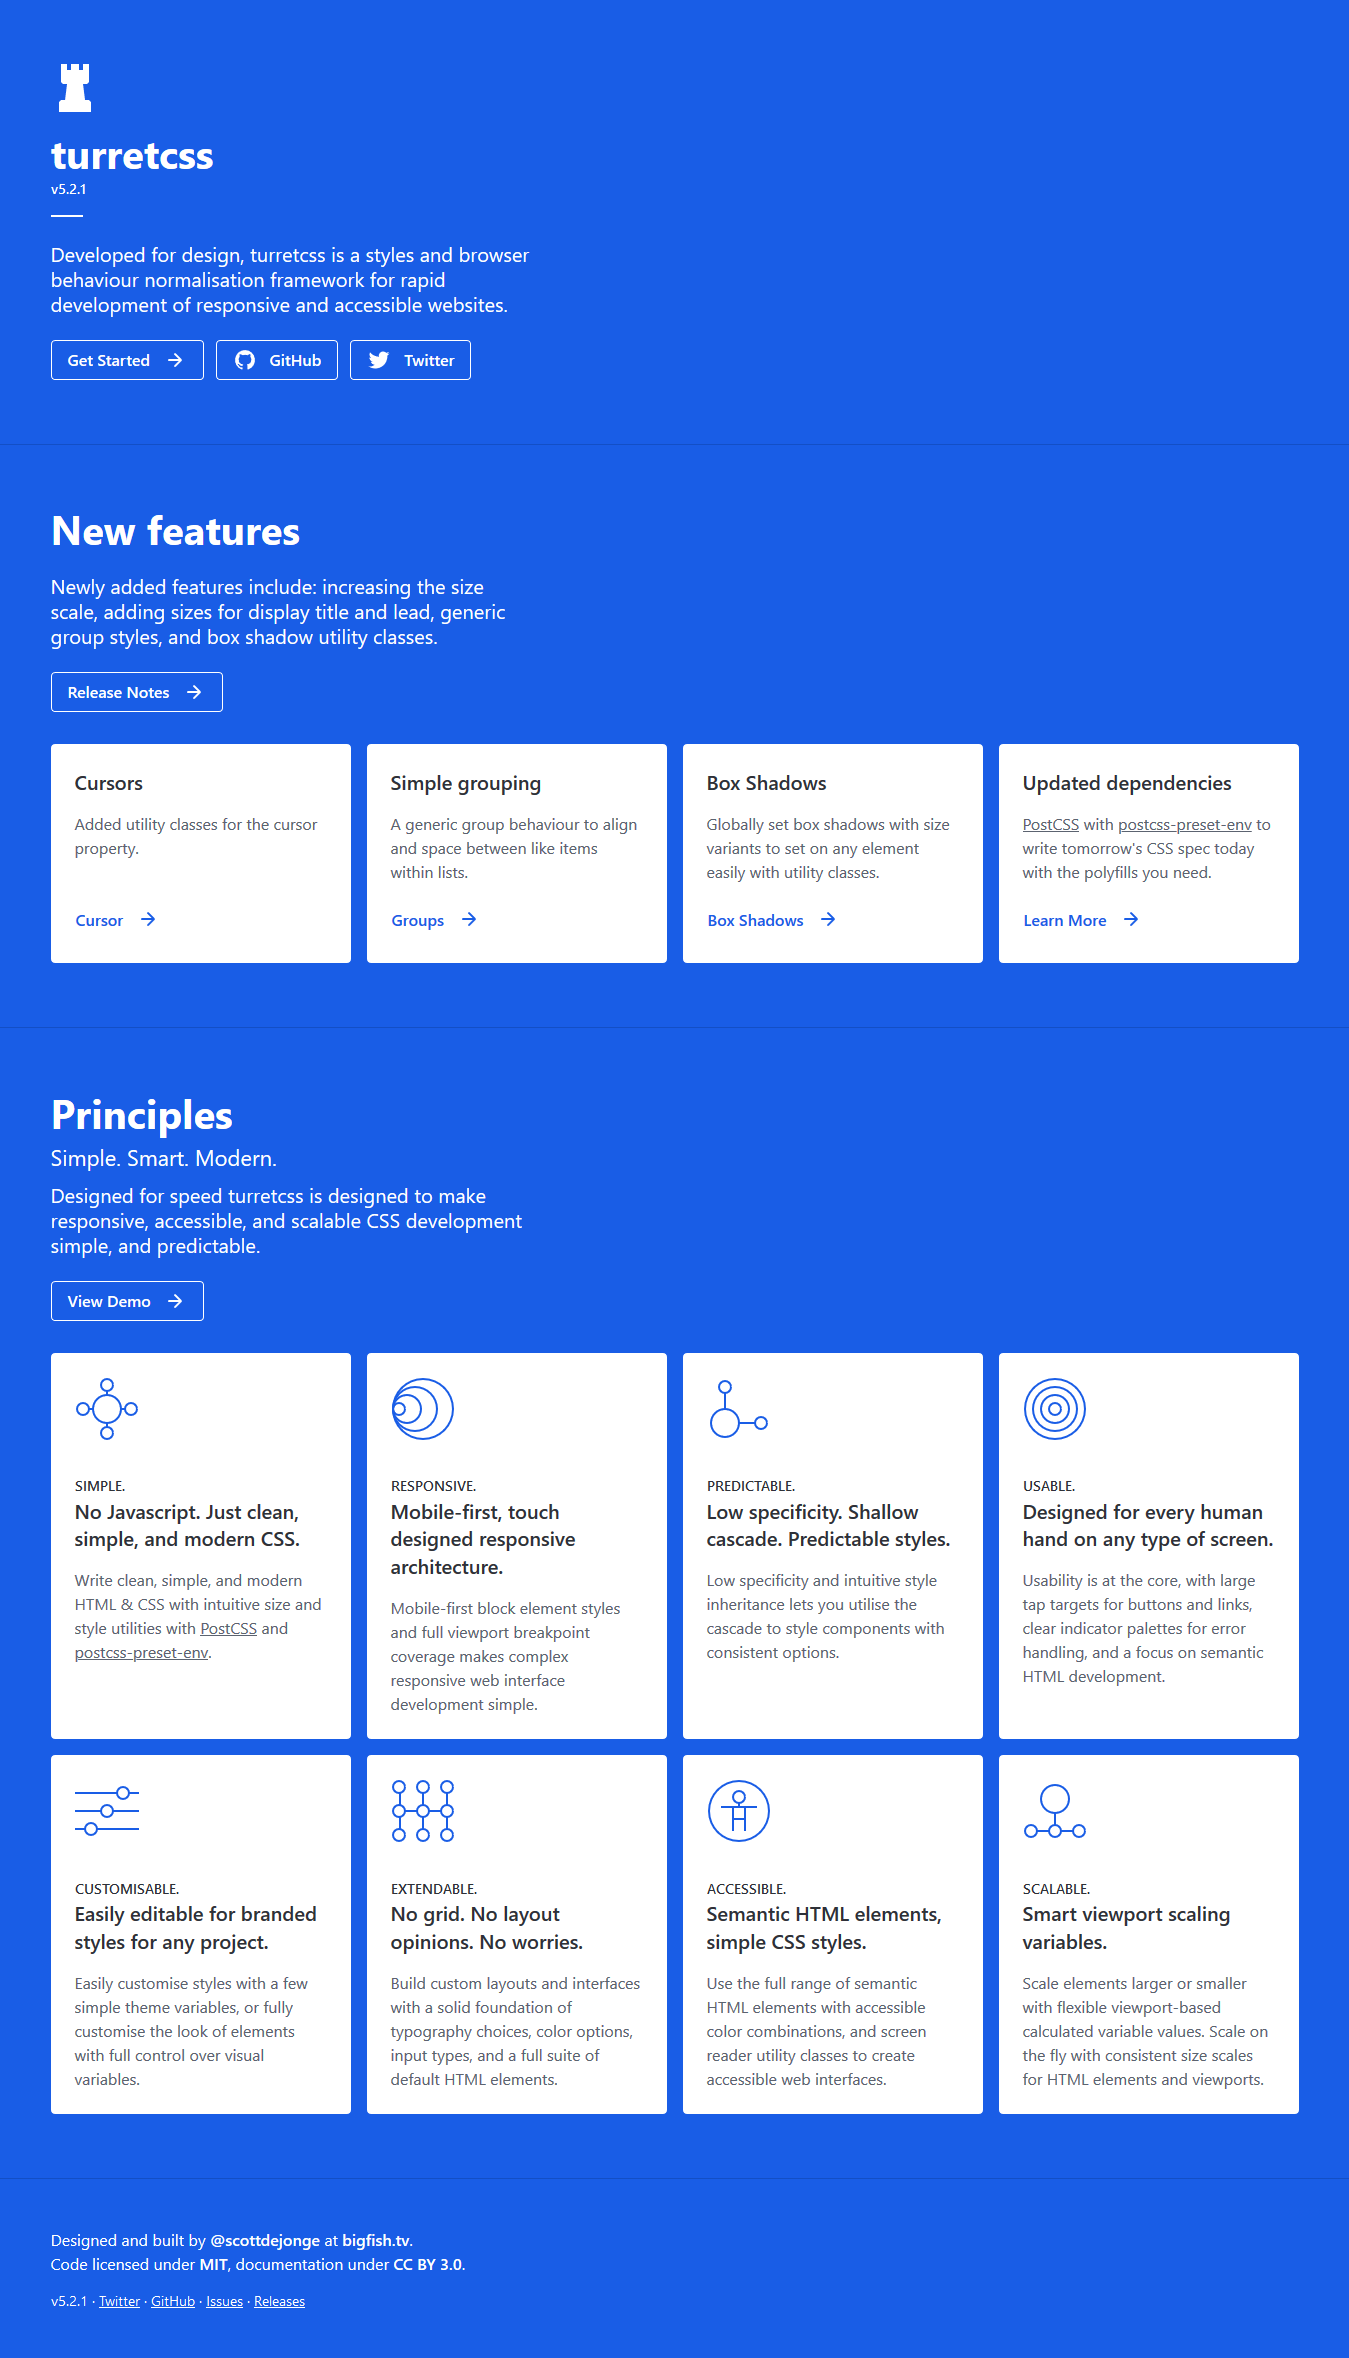 turretcss
v5.2.1
Developed for design, turretcss is a styles and browser
behaviour normalisation framework for rapid
development of responsive and accessible websites.
Get Started
GitHub
Twitter
New features
Newly added features include: increasing the size
scale, adding sizes for display title and lead, generic
group styles, and box shadow utility classes.
Release Notes
Cursors
Added utility classes for the cursor
property.
Cursor
Simple grouping
A generic group behaviour to align
and space between like items
within lists.
Groups
Box Shadows
Globally set box shadows with size
variants to set on any element
easily with utility classes.
Box Shadows
Updated dependencies
PostCSS with postcss-preset-env to
write tomorrow's CSS spec today
with the polyfills you need.
Learn More
Principles
Simple. Smart. Modern.
Designed for speed turretcss is designed to make
responsive, accessible, and scalable CSS development
simple, and predictable.
View Demo
SIMPLE.
No Javascript. Just clean,
simple, and modern CSS.
Write clean, simple, and modern
HTML & CSS with intuitive size and
style utilities with PostCSS and
postcss-preset-env.
RESPONSIVE.
Mobile-first, touch
designed responsive
architecture.
Mobile-first block element styles
and full viewport breakpoint
coverage makes complex
responsive web interface
development simple.
PREDICTABLE.
Low specificity. Shallow
cascade. Predictable styles.
Low specificity and intuitive style
inheritance lets you utilise the
cascade to style components with
consistent options.
USABLE.
Designed for every human
hand on any type of screen.
Usability is at the core, with large
tap targets for buttons and links,
clear indicator palettes for error
handling, and a focus on semantic
HTML development.
CUSTOMISABLE.
Easily editable for branded
styles for any project.
Easily customise styles with a few
simple theme variables, or fully
customise the look of elements
with full control over visual
variables.
EXTENDABLE.
No grid. No layout
opinions. No worries.
Build custom layouts and interfaces
with a solid foundation of
typography choices, color options,
input types, and a full suite of
default HTML elements.
ACCESSIBLE.
Semantic HTML elements,
simple CSS styles.
Use the full range of semantic
HTML elements with accessible
color combinations, and screen
reader utility classes to create
accessible web interfaces.
SCALABLE.
Smart viewport scaling
variables.
Scale elements larger or smaller
with flexible viewport-based
calculated variable values. Scale on
the fly with consistent size scales
for HTML elements and viewports.
Designed and built by @scottdejonge at bigfish.tv.
Code licensed under MIT, documentation under CC BY 3.0.
v5.2.1 · Twitter · GitHub · Issues · Releases